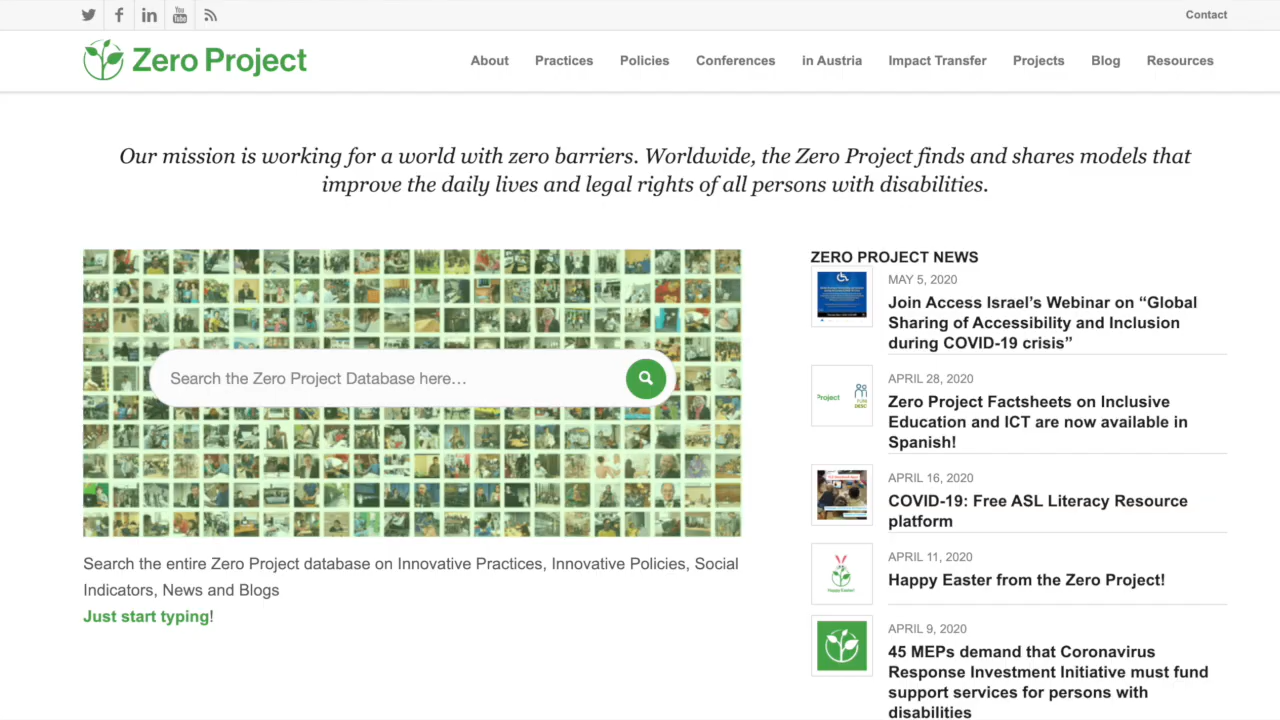 Contact
Zero Project
About Practices Policies Conferences in Austria Impact Transfer Projects Blog Resources
Our mission is working for a world with zero barriers. Worldwide, the Zero Project finds and shares models that
improve the daily lives and legal rights of all persons with disabilities.
Search the Zero Project Database here…
Search the entire Zero Project database on Innovative Practices, Innovative Policies, Social
Indicators, News and Blogs
Just start typing!
ZERO PROJECT NEWS
MAY 5, 2020
Join Access Israel’s Webinar on “Global
Sharing of Accessibility and Inclusion
during COVID-19 crisis”
APRIL 28, 2020
Zero Project Factsheets on Inclusive
Education and ICT are now available in
Spanish!
APRIL 16, 2020
COVID-19: Free ASL Literacy Resource
platform
APRIL 11, 2020
Happy Easter from the Zero Project!
APRIL 9, 2020
45 MEPs demand that Coronavirus
Response Investment Initiative must fund
support services for persons with
disabilities